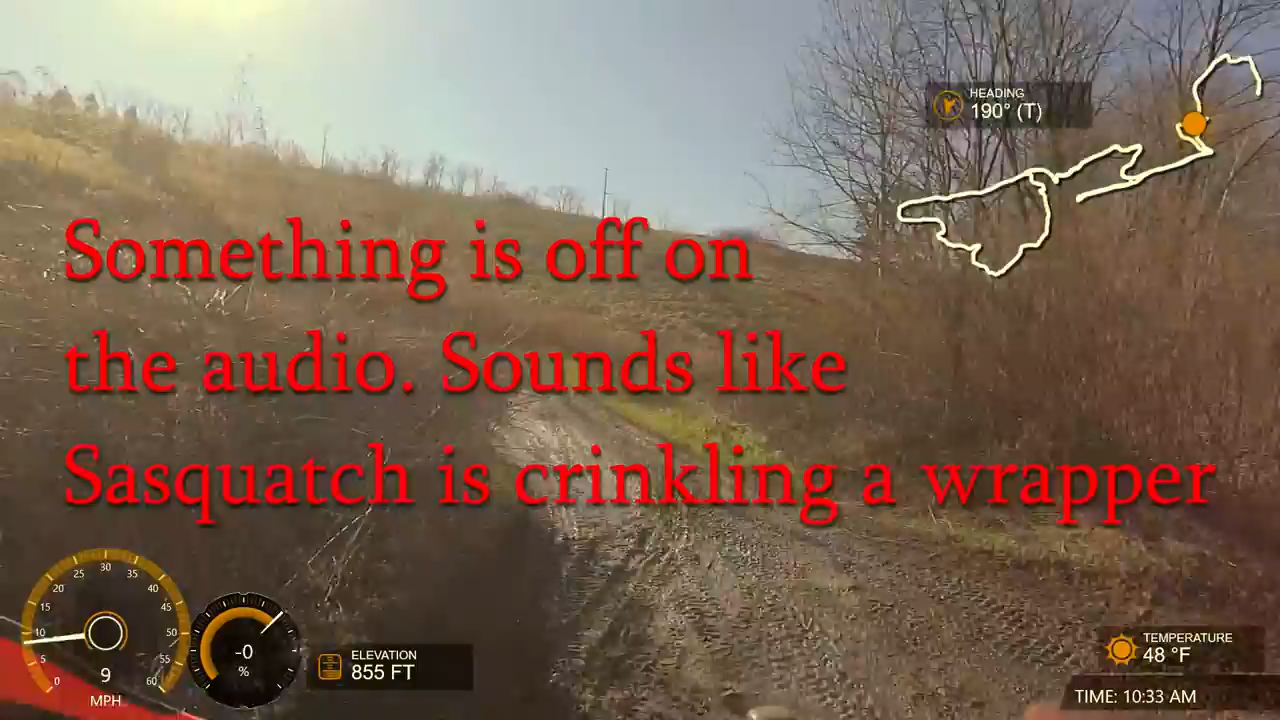 HEADING
190° (T)
Something is off on
the audio. Sounds like
Sasquatch is crinkling a wrapper
0
5
10
15
20
25
30
35
40
45
50
55
60
9
MPH
-0
%
ELEVATION
855 FT
TEMPERATURE
48 °F
TIME: 10:33 AM